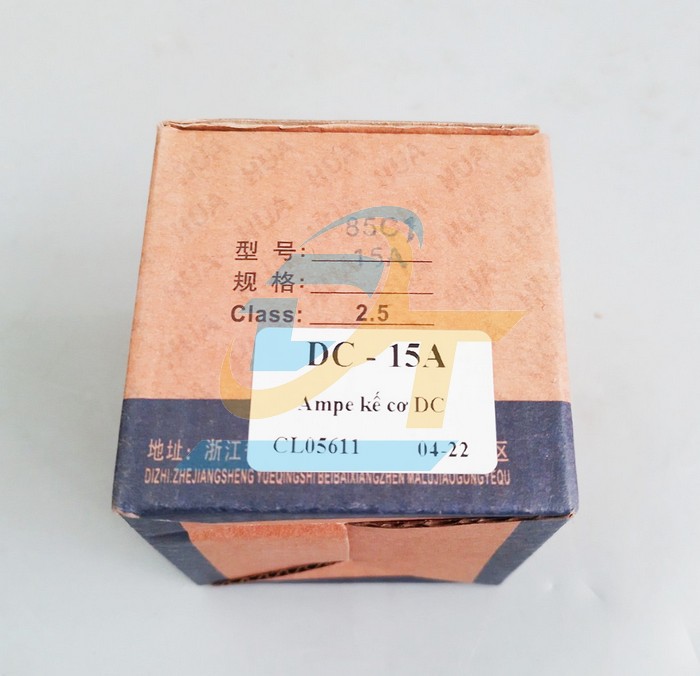 85C1
型 号:
15A
规 格:
Class: 2.5
DC - 15A
Ampe kế cơ DC
CL05611 04-22
地址: 浙江 区
DIZHI:ZHEJIANGSHENG YUEQINGSHI BEIBAIXIANGZHEN MALUJIAOGUNGYEQU